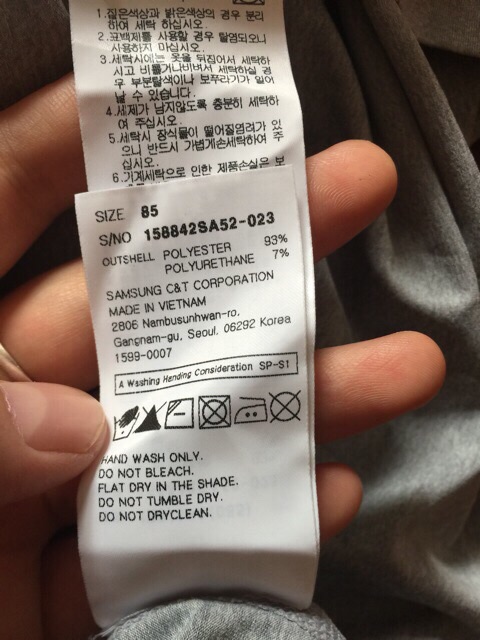 1.짙은색상과 밝은색상의 경우 분리
하여 하십시오.
2.표백제를 사용할 경우 탈염되오니
사용하지 마십시오.
3.세탁시에는 옷을 뒤집어서 세탁하
시고 비틀거나비벼서 세탁하실 경
우 부분탈색이나 보푸라기가 일어
날 수 있습니다.
4.세제가 남지않도록 충분히 세탁하
여 주십시오.
5.세탁시 장식물이 떨어질염려가 있
으니 반드시 가볍게손세탁하여 주
십시오.
6.기계세탁으로 인한 제품손실은 보
SIZE 85
S/NO 158842SA52-023
OUTSHELL POLYESTER 93%
POLYURETHANE 7%
SAMSUNG C&T CORPORATION
MADE IN VIETNAM
2806 Nambusunhwan-ro,
Gangnam-gu, Seoul, 06292 Korea
1599-0007
A Washing Handing Consideration SP-S1
HAND WASH ONLY.
DO NOT BLEACH.
FLAT DRY IN THE SHADE.
DO NOT TUMBLE DRY.
DO NOT DRYCLEAN.